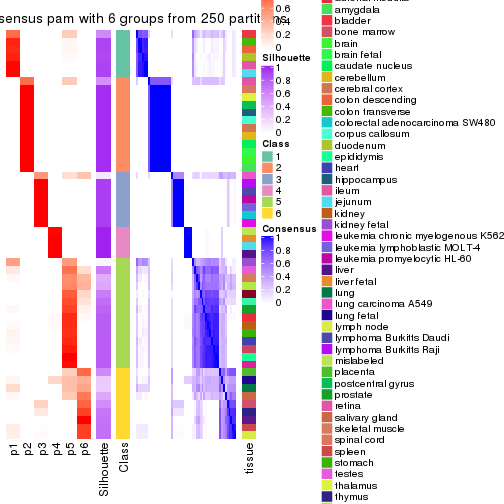 sensus pam with 6 groups from 250 partit
0.6
0.4
0.2
0
Silhouette
1
0.8
0.6
0.4
0.2
0
Class
1
2
3
4
5
6
Consensus
1
0.8
0.6
0.4
0.2
0
p1
p2
p3
p4
p5
p6
Silhouette
Class
tissue
amygdala
bladder
bone marrow
brain
brain fetal
caudate nucleus
cerebellum
cerebral cortex
colon descending
colon transverse
colorectal adenocarcinoma SW480
corpus callosum
duodenum
epididymis
heart
hippocampus
ileum
jejunum
kidney
kidney fetal
leukemia chronic myelogenous K562
leukemia lymphoblastic MOLT-4
leukemia promyelocytic HL-60
liver
liver fetal
lung
lung carcinoma A549
lung fetal
lymph node
lymphoma Burkitts Daudi
lymphoma Burkitts Raji
mislabeled
placenta
postcentral gyrus
prostate
retina
salivary gland
skeletal muscle
spinal cord
spleen
stomach
testes
thalamus
thymus